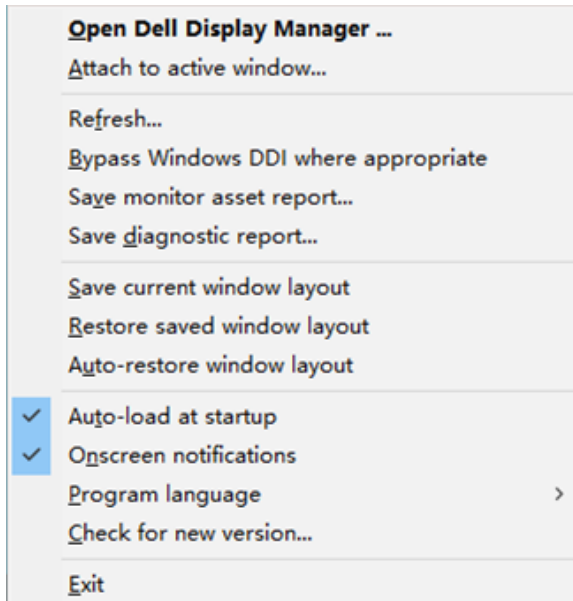 Open Dell Display Manager ...
Attach to active window...
Refresh...
Bypass Windows DDI where appropriate
Save monitor asset report...
Save diagnostic report...
Save current window layout
Restore saved window layout
Auto-restore window layout
Auto-load at startup
Onscreen notifications
Program language
Check for new version...
Exit